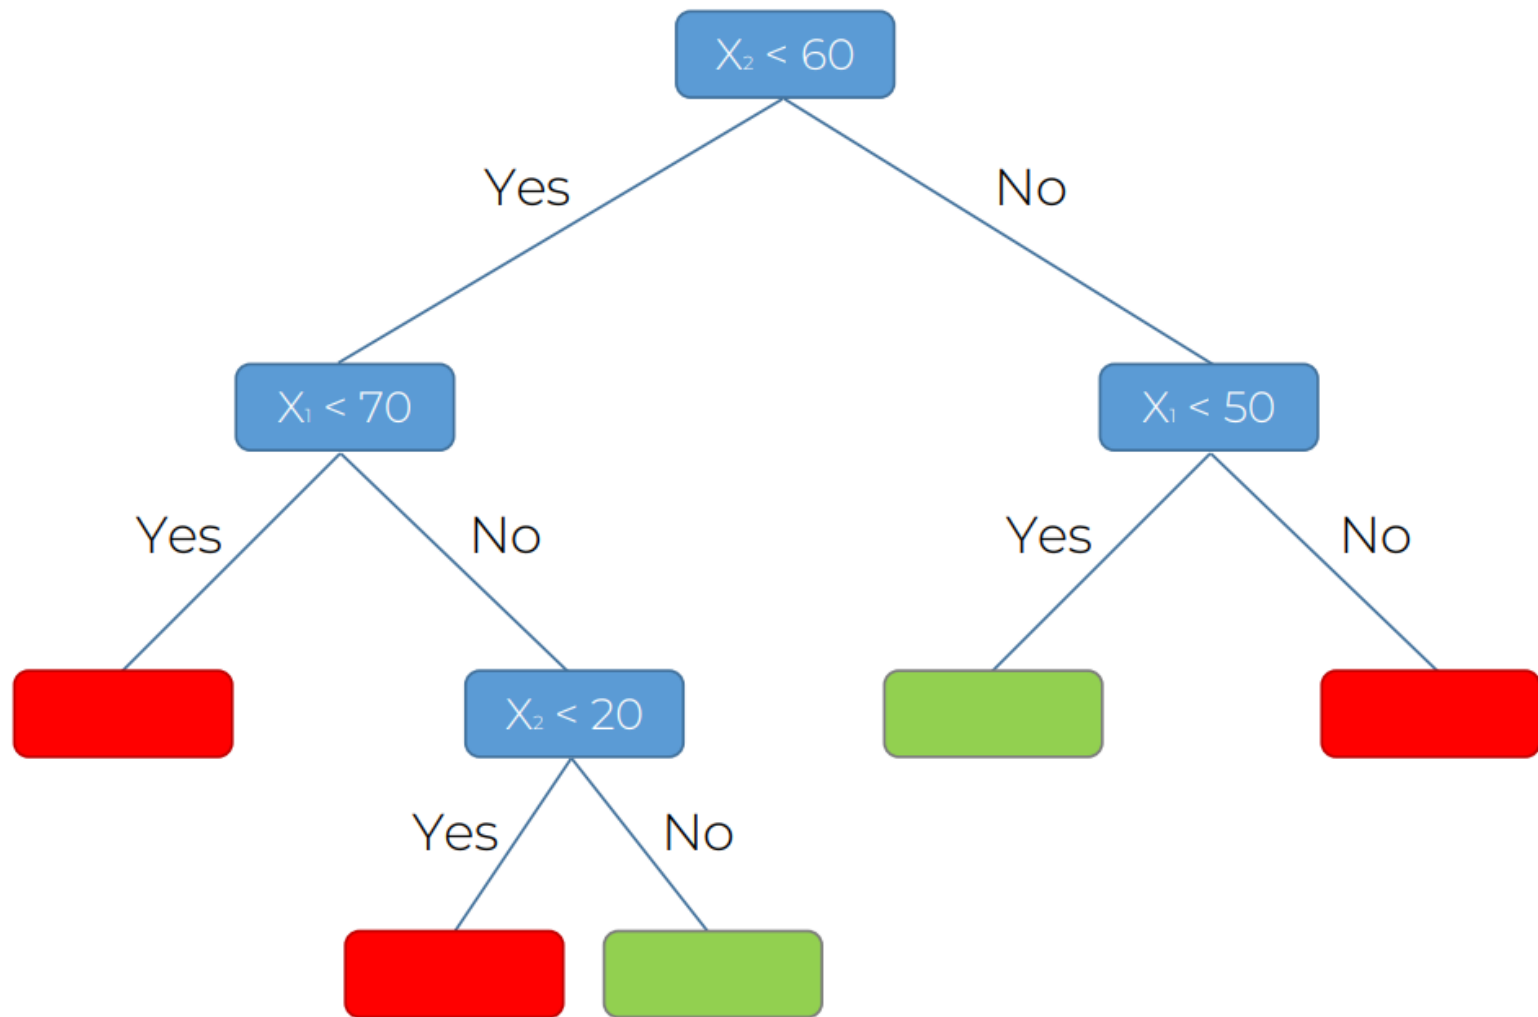 X₂ < 60
Yes
No
X₁ < 70
X₁ < 50
Yes
No
Yes
No
X₂ < 20
Yes
No